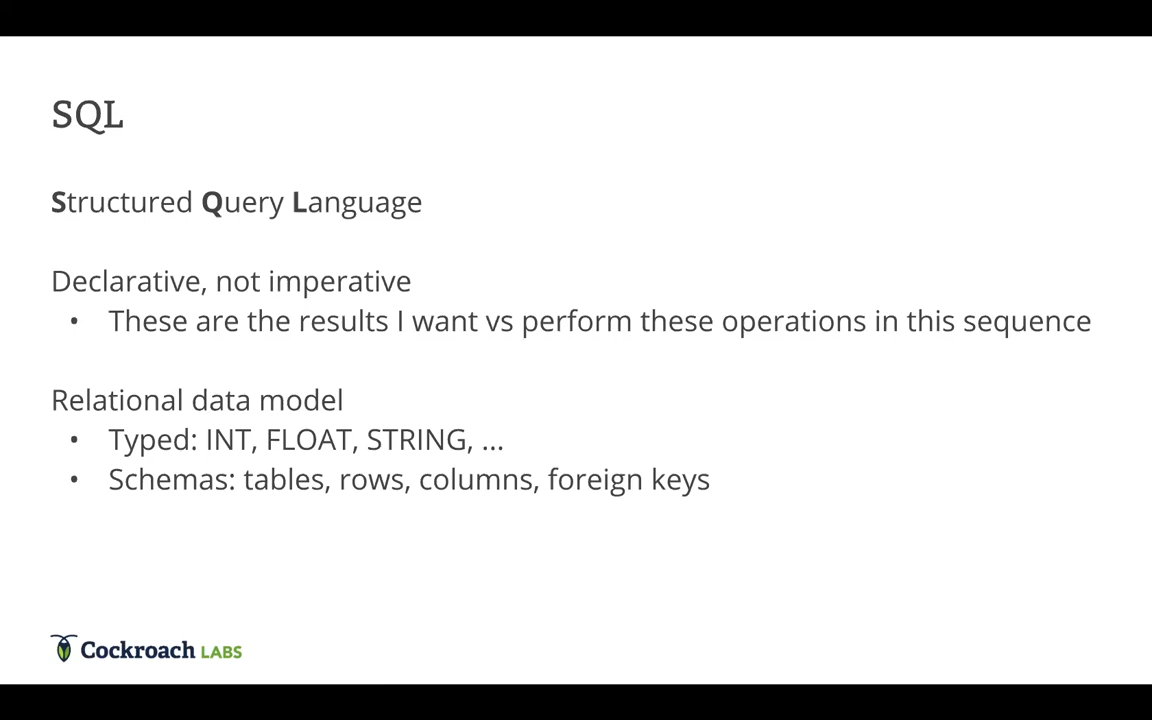 SQL
Structured Query Language
Declarative, not imperative
• These are the results I want vs perform these operations in this sequence
Relational data model
• Typed: INT, FLOAT, STRING, ...
• Schemas: tables, rows, columns, foreign keys
Cockroach LABS